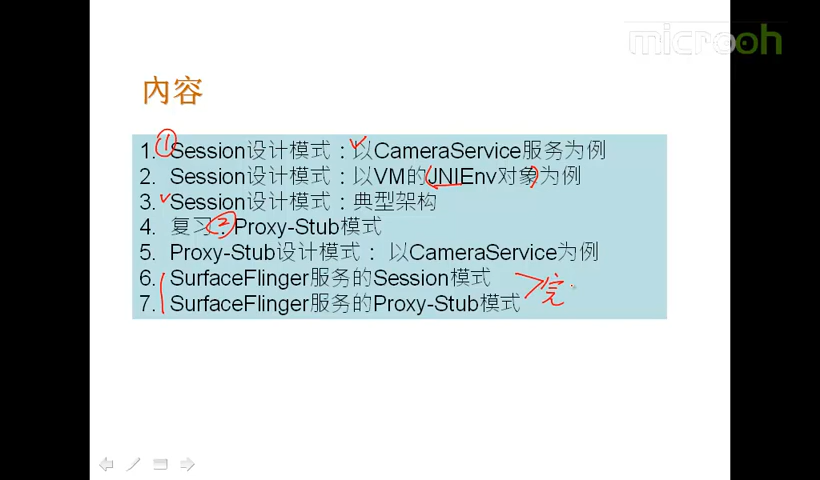 microoh
內容
1. Session设计模式：以CameraService服务为例
2. Session设计模式：以VM的JNIEnv对象为例
3. Session设计模式：典型架构
4. 复习：Proxy-Stub模式
5. Proxy-Stub设计模式： 以CameraService为例
6. SurfaceFlinger服务的Session模式
7. SurfaceFlinger服务的Proxy-Stub模式
①
②
完